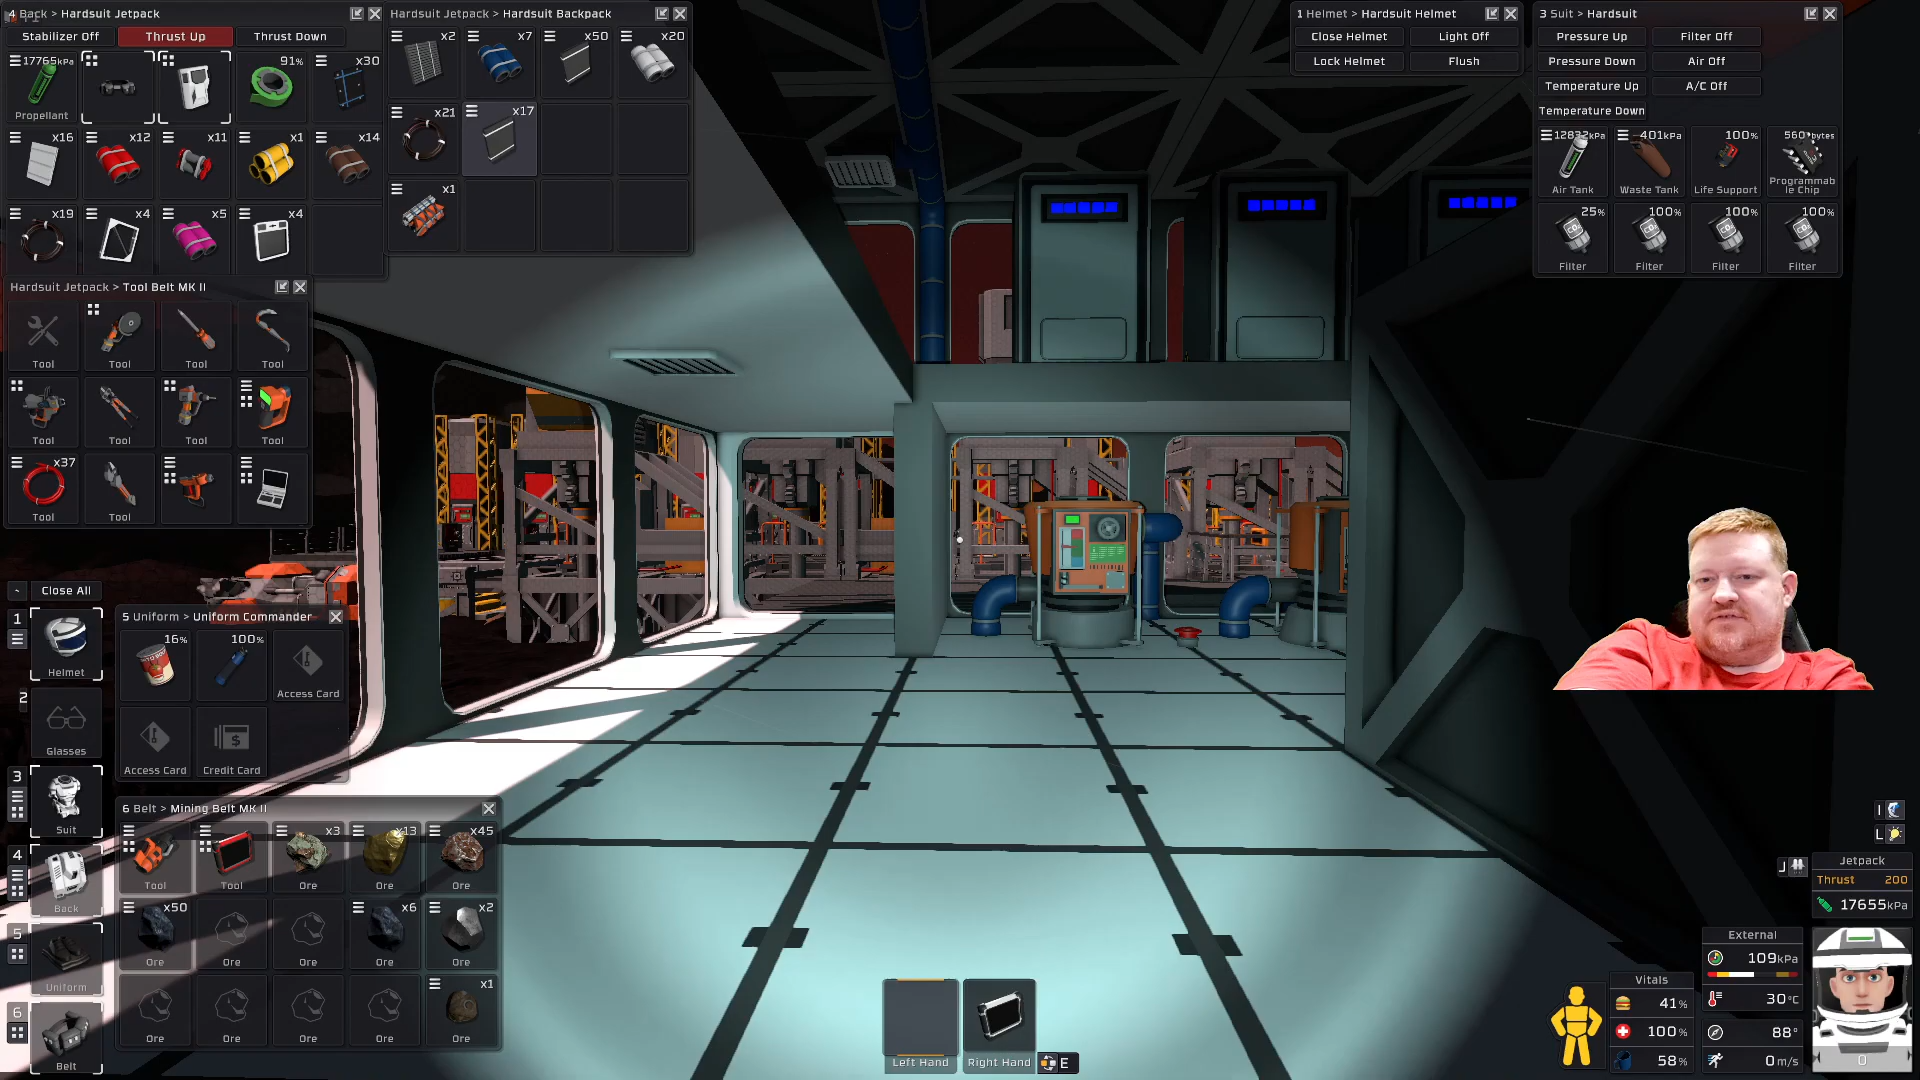 4 Back > Hardsuit Jetpack
Stabilizer Off
Thrust Up
Thrust Down
17765kPa
91%
x30
Propellant
x16
x12
x11
x1
x14
x19
x4
x5
x4
Hardsuit Jetpack > Hardsuit Backpack
x2
x7
x50
x20
x21
x17
x1
1 Helmet > Hardsuit Helmet
Close Helmet
Light Off
Lock Helmet
Flush
3 Suit > Hardsuit
Pressure Up
Filter Off
Pressure Down
Air Off
Temperature Up
A/C Off
Temperature Down
12832kPa
401kPa
100%
560 bytes
Air Tank
Waste Tank
Life Support
Programmab
le Chip
25%
100%
100%
100%
Filter
Filter
Filter
Filter
Hardsuit Jetpack > Tool Belt MK II
Tool
Tool
Tool
Tool
Tool
Tool
Tool
Tool
x37
Tool
Tool
~
Close All
1
Helmet
2
Glasses
3
Suit
4
Back
5
Uniform
6
Belt
5 Uniform > Uniform Commander
16%
100%
Access Card
Access Card
Credit Card
6 Belt > Mining Belt MK II
x3
x13
x45
Tool
Tool
Ore
Ore
Ore
x50
x6
x2
Ore
Ore
Ore
Ore
Ore
x1
Ore
Ore
Ore
Ore
Ore
Left Hand
Right Hand
E
I
L
J
Jetpack
Thrust 200
17655kPa
External
109kPa
30°C
88°
0m/s
Vitals
41%
100%
58%
0